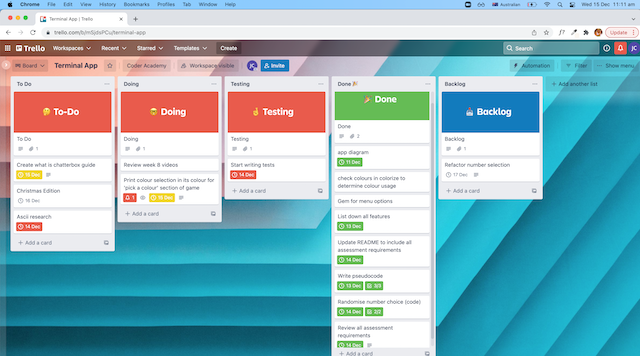 Chrome File Edit View History Bookmarks Profiles Tab Window Help
Australian
Wed 15 Dec 11:11 am
Terminal App | Trello
trello.com/b/m5jdsPCu/terminal-app
Update
Trello Workspaces Recent Starred Templates Create
Search
JC
Board Terminal App Coder Academy Workspace visible JC Invite
Automation Filter Show menu
To Do
To-Do
To Do
1
Create what is chatterbox guide
15 Dec
Christmas Edition
16 Dec
Ascii research
14 Dec
+ Add a card
Doing
Doing
Doing
1
Review week 8 videos
Print colour selection in its colour for
'pick a colour' section of game
1 15 Dec
+ Add a card
Testing
Testing
Testing
1
Start writing tests
14 Dec
+ Add a card
Done
Done
Done
2
app diagram
11 Dec
check colours in colorize to
determine colour usage
Gem for menu options
List down all features
13 Dec
Update README to include all
assessment requirements
14 Dec
Write pseudocode
13 Dec 3/3
Randomise number choice (code)
14 Dec 2/2
Review all assessment
requirements
14 Dec
+ Add a card
Backlog
Backlog
Backlog
1
Refactor number selection
17 Dec
+ Add a card
+ Add another list